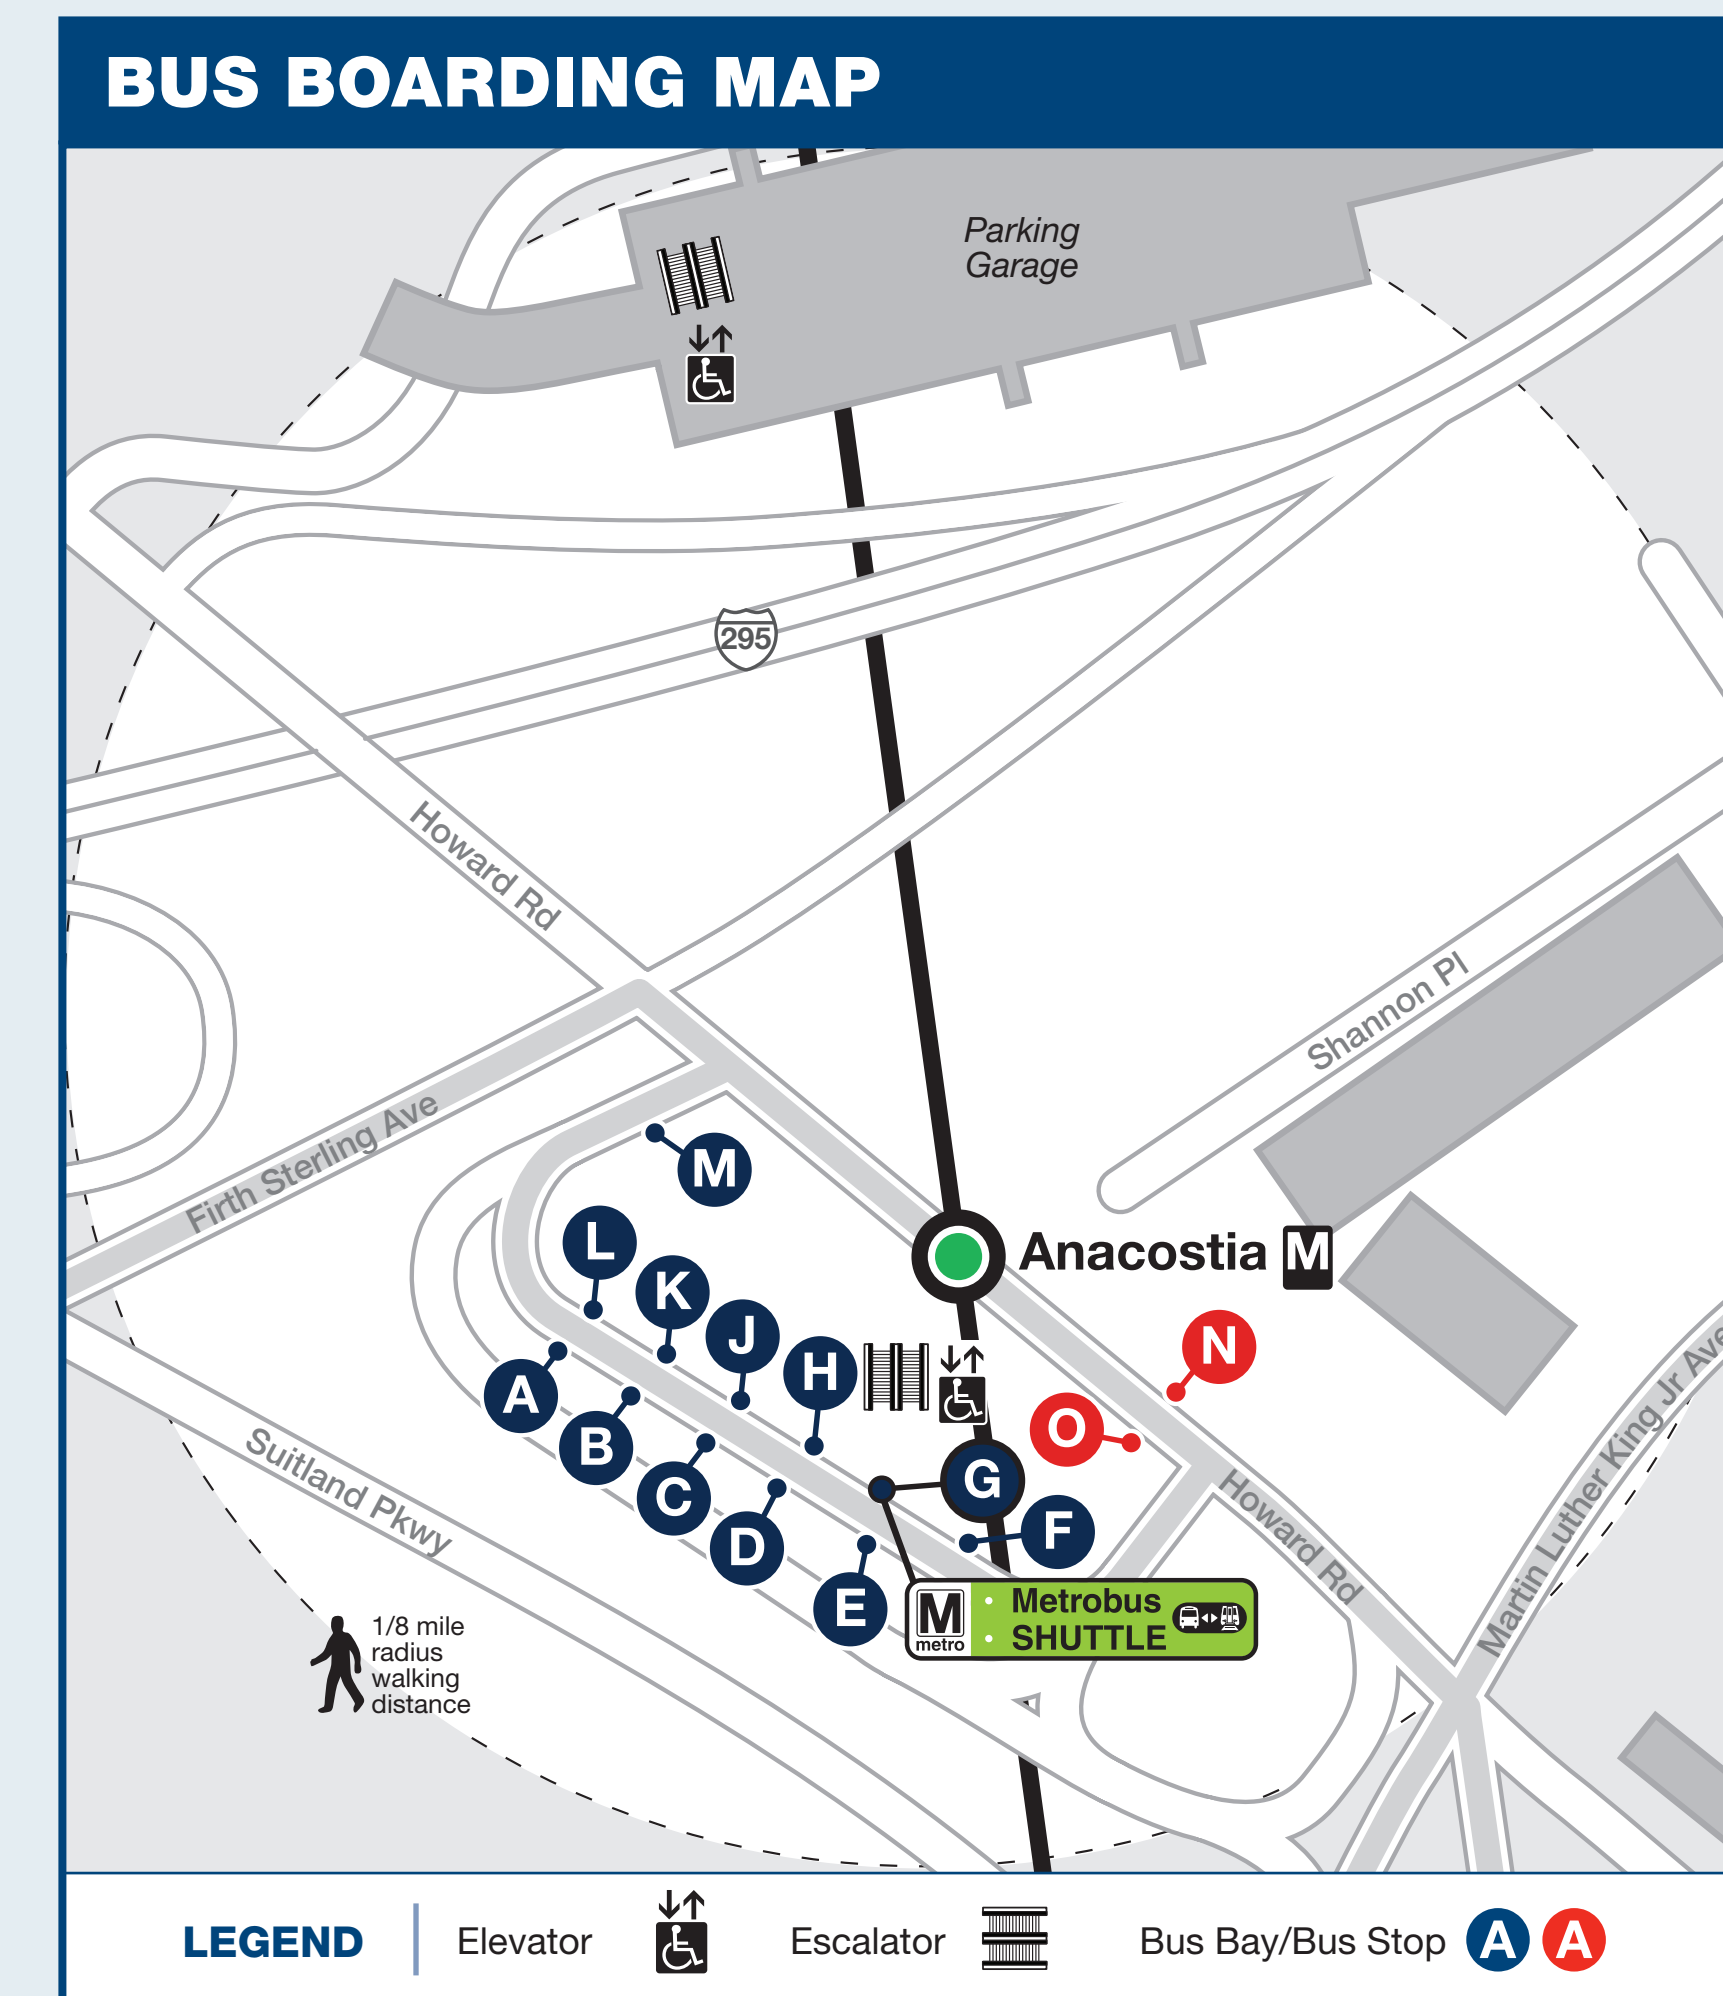 BUS BOARDING MAP
Parking
Garage
295
Howard Rd
Shannon Pl
Firth Sterling Ave
M
L
K
J
H
Anacostia M
N
O
A
B
C
D
E
G
F
Howard Rd
Martin Luther King Jr Ave
Suitland Pkwy
M metro
• Metrobus
• SHUTTLE
1/8 mile
radius
walking
distance
LEGEND
Elevator
Escalator
Bus Bay/Bus Stop A A